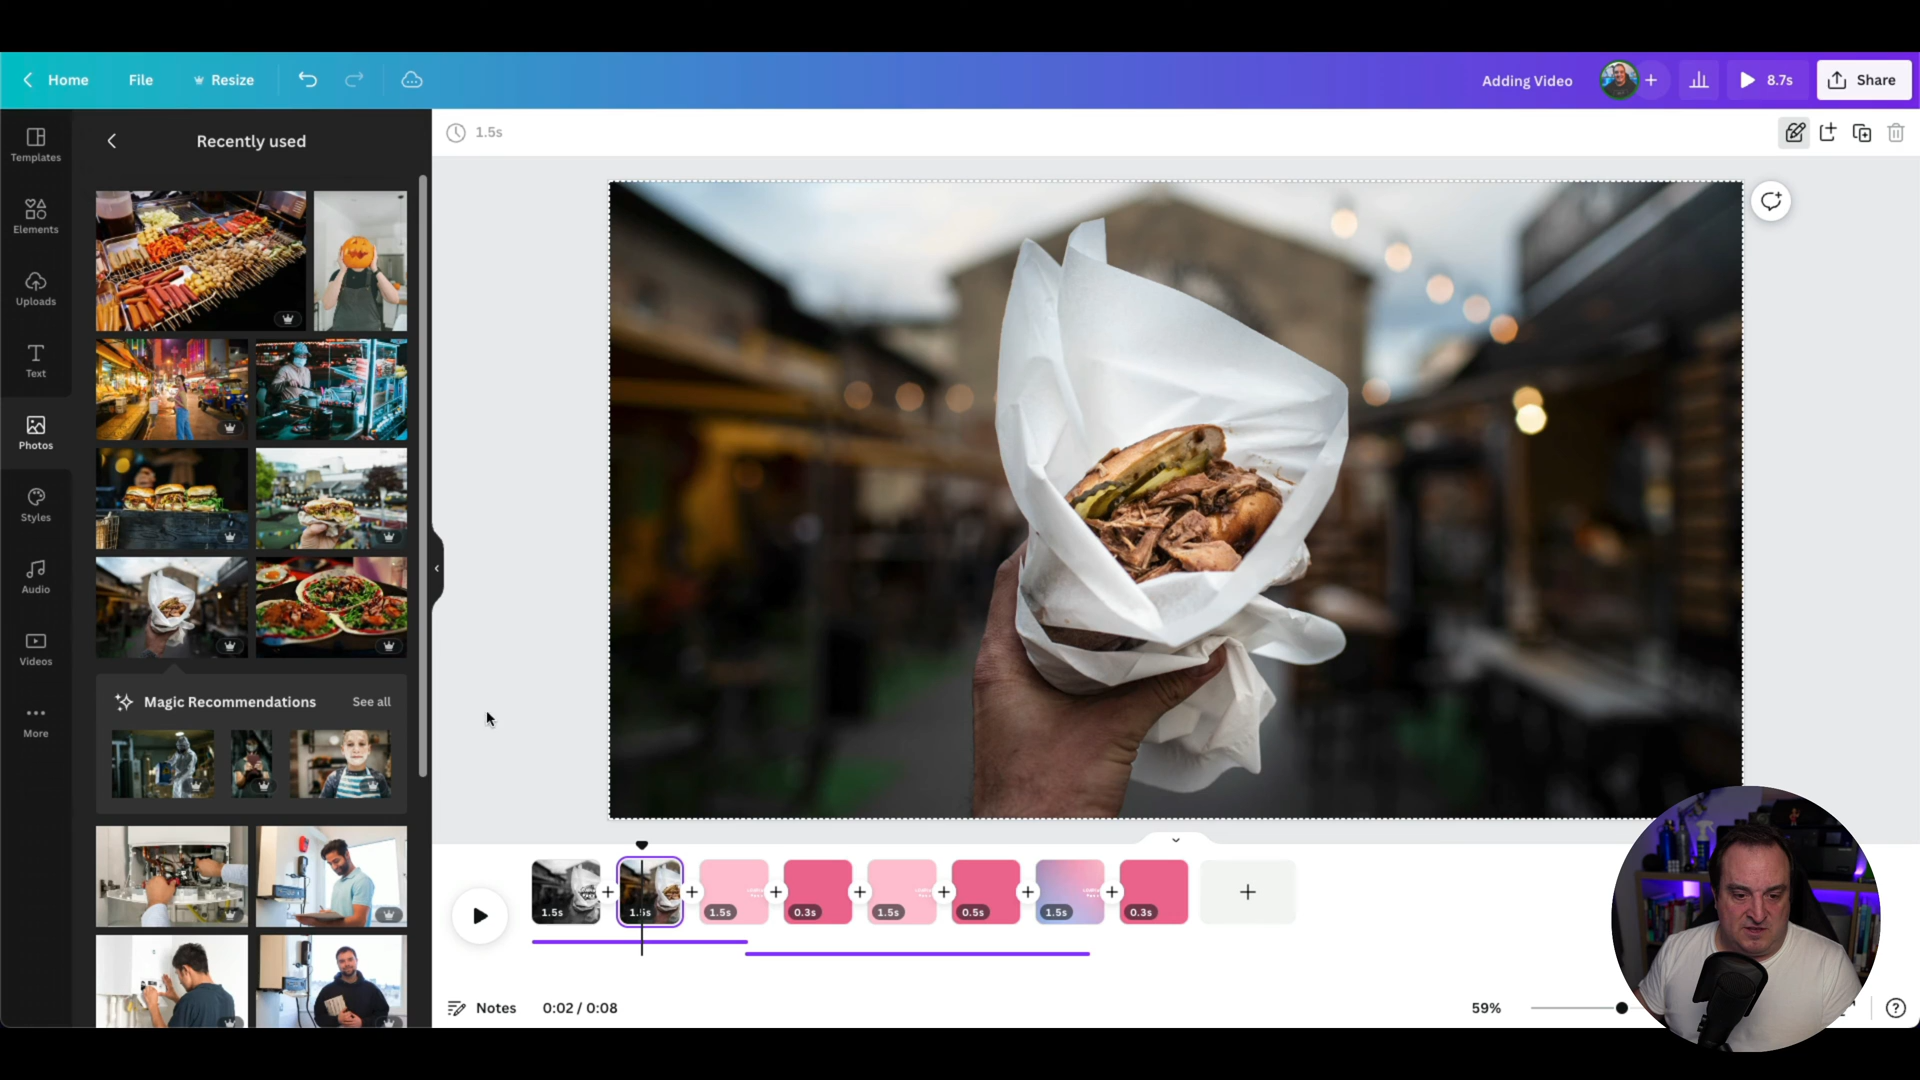 Home File Resize Adding Video 8.7s Share
Recently used
1.5s
Templates
Elements
Uploads
Text
Photos
Styles
Audio
Videos
More
Magic Recommendations See all
1.5s 1.5s 1.5s 0.3s 1.5s 0.5s 1.5s 0.3s
Notes 0:02 / 0:08 59%